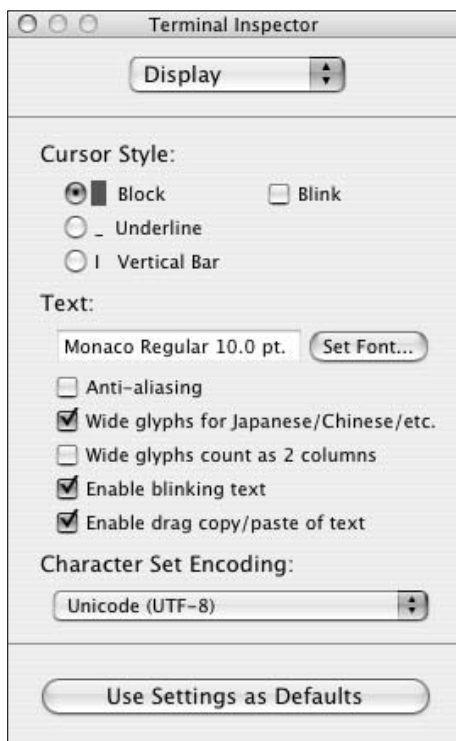 Terminal Inspector
Display
Cursor Style:
Block Blink
_ Underline
| Vertical Bar
Text:
Monaco Regular 10.0 pt. Set Font...
Anti-aliasing
Wide glyphs for Japanese/Chinese/etc.
Wide glyphs count as 2 columns
Enable blinking text
Enable drag copy/paste of text
Character Set Encoding:
Unicode (UTF-8)
Use Settings as Defaults